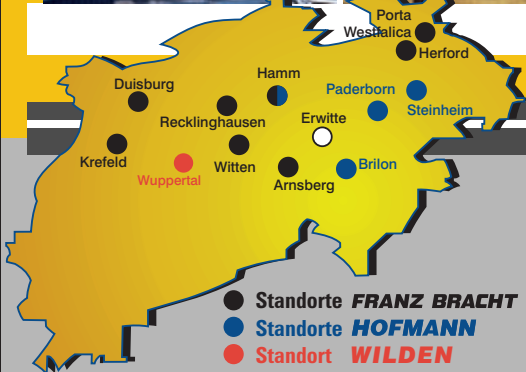 Porta
Westfalica
Herford
Hamm
Duisburg
Paderborn
Steinheim
Recklinghausen
Erwitte
Krefeld
Witten
Wuppertal
Arnsberg
Brilon
Standorte FRANZ BRACHT
Standorte HOFMANN
Standort WILDEN